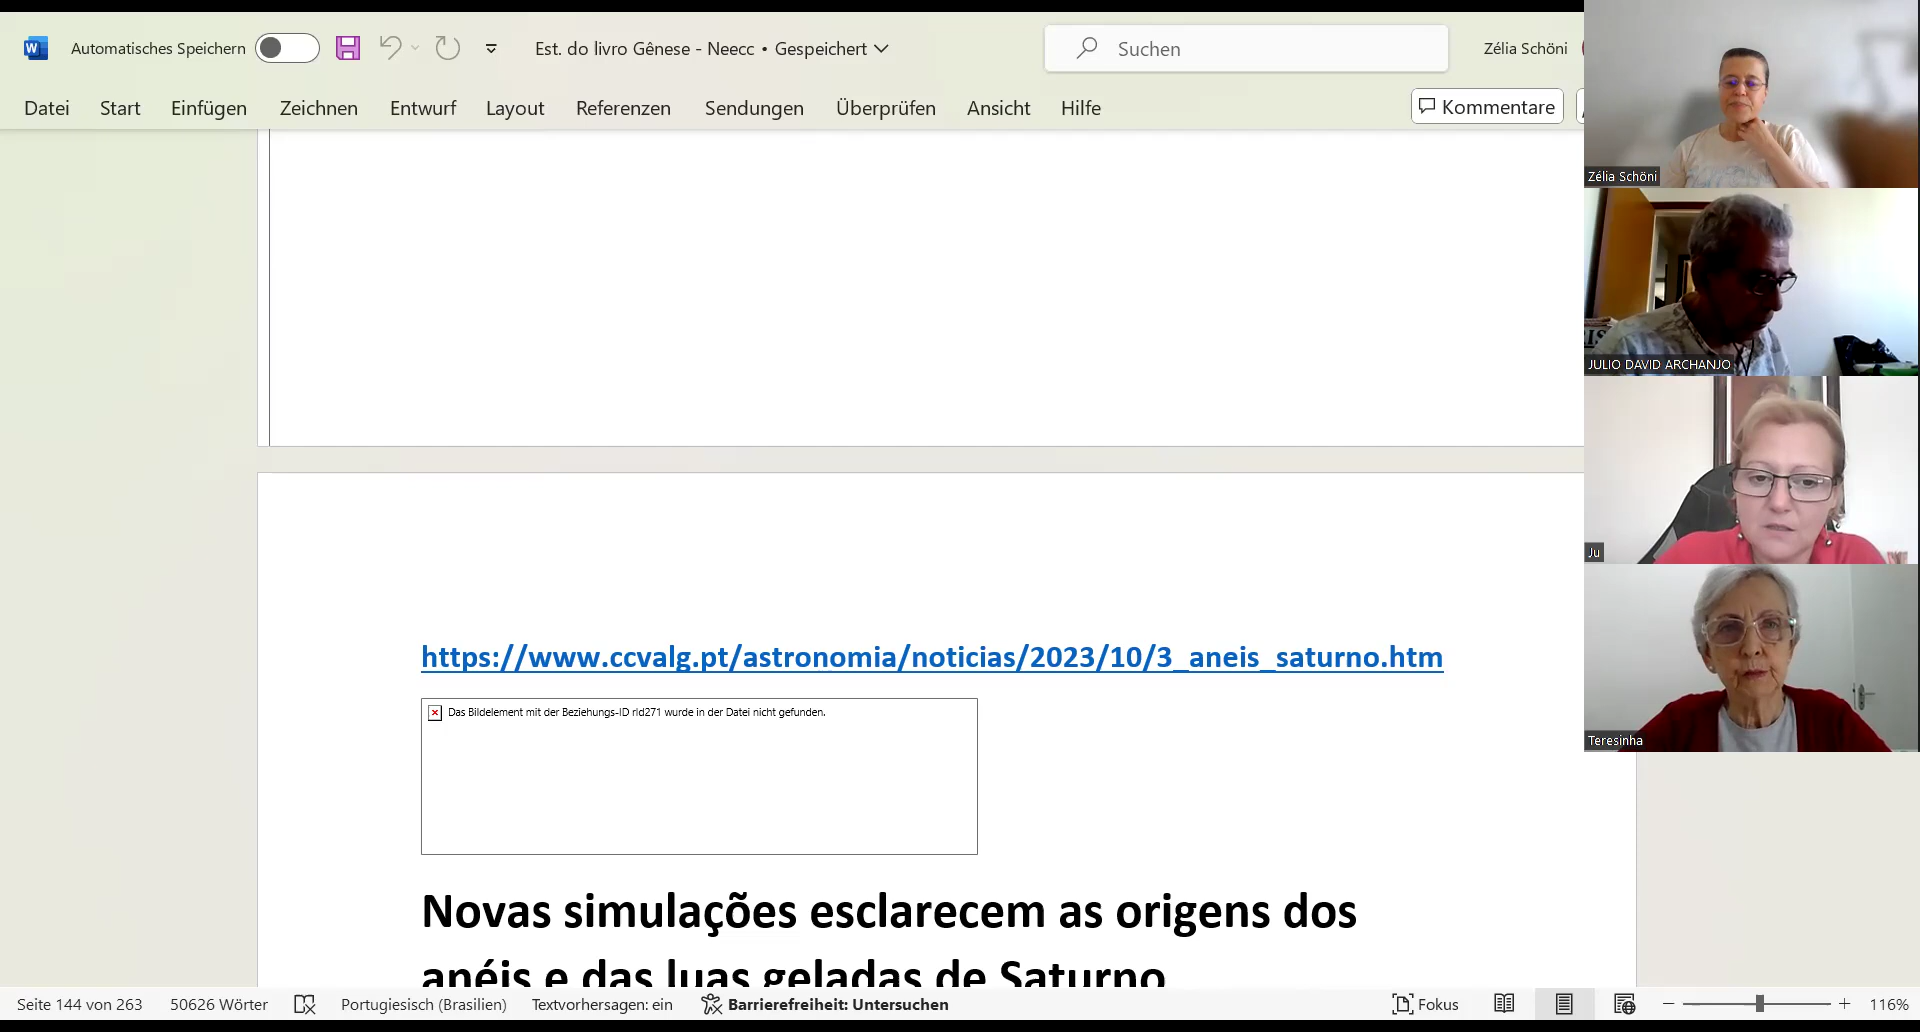 Automatisches Speichern
Est. do livro Gênese - Neecc • Gespeichert
Suchen
Zélia Schöni
Datei Start Einfügen Zeichnen Entwurf Layout Referenzen Sendungen Überprüfen Ansicht Hilfe
Kommentare
Zélia Schöni
JULIO DAVID ARCHANJO
Ju
Teresinha
https://www.ccvalg.pt/astronomia/noticias/2023/10/3_aneis_saturno.htm
Das Bildelement mit der Beziehungs-ID rId271 wurde in der Datei nicht gefunden.
Novas simulações esclarecem as origens dos
anéis e das luas geladas de Saturno
Seite 144 von 263 50626 Wörter Portugiesisch (Brasilien) Textvorhersagen: ein Barrierefreiheit: Untersuchen Fokus 116%